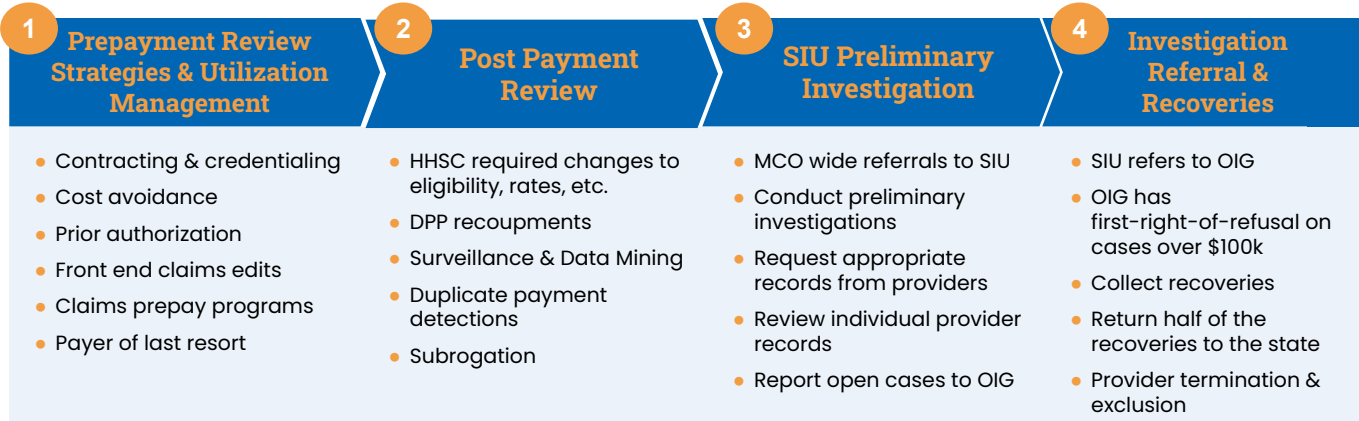 1
Prepayment Review
Strategies & Utilization
Management
• Contracting & credentialing
• Cost avoidance
• Prior authorization
• Front end claims edits
• Claims prepay programs
• Payer of last resort
2
Post Payment
Review
• HHSC required changes to
eligibility, rates, etc.
• DPP recoupments
• Surveillance & Data Mining
• Duplicate payment
detections
• Subrogation
3
SIU Preliminary
Investigation
• MCO wide referrals to SIU
• Conduct preliminary
investigations
• Request appropriate
records from providers
• Review individual provider
records
• Report open cases to OIG
4
Investigation
Referral &
Recoveries
• SIU refers to OIG
• OIG has
first-right-of-refusal on
cases over $100k
• Collect recoveries
• Return half of the
recoveries to the state
• Provider termination &
exclusion